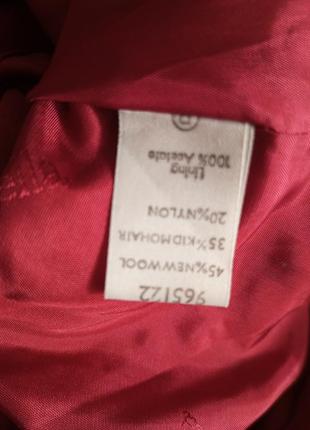 965122
45%NEWWOOL
35%KIDMOHAIR
20%NYLON
Lining
100% Acetate
®